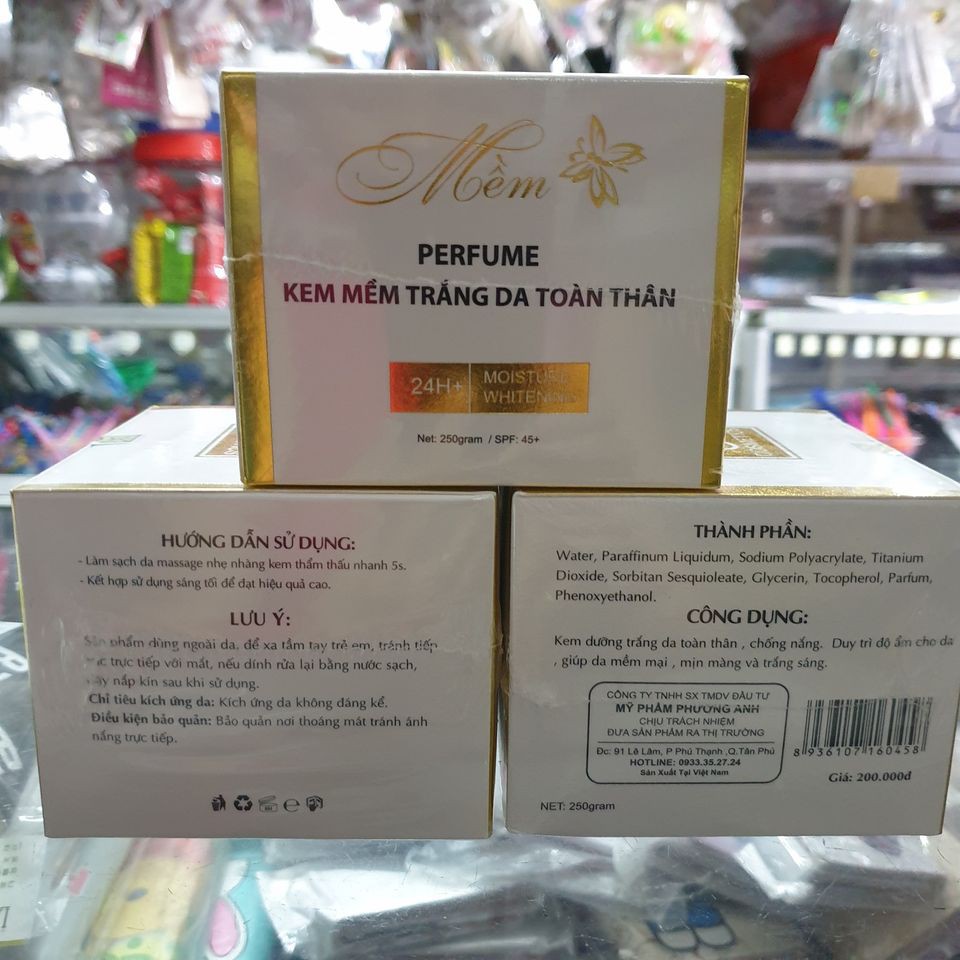 Mềm
PERFUME
KEM MỀM TRẮNG DA TOÀN THÂN
24H+ MOISTURE
WHITENING
Net: 250gram / SPF: 45+
HƯỚNG DẪN SỬ DỤNG:
- Làm sạch da massage nhẹ nhàng kem thẩm thấu nhanh 5s.
- Kết hợp sử dụng sáng tối để đạt hiệu quả cao.
LƯU Ý:
Sản phẩm dùng ngoài da, để xa tầm tay trẻ em, tránh tiếp
xúc trực tiếp với mắt, nếu dính rửa lại bằng nước sạch,
đậy nắp kín sau khi sử dụng.
Chỉ tiêu kích ứng da: Kích ứng da không đáng kể.
Điều kiện bảo quản: Bảo quản nơi thoáng mát tránh ánh
nắng trực tiếp.
THÀNH PHẦN:
Water, Paraffinum Liquidum, Sodium Polyacrylate, Titanium
Dioxide, Sorbitan Sesquioleate, Glycerin, Tocopherol, Parfum,
Phenoxyethanol.
CÔNG DỤNG:
Kem dưỡng trắng da toàn thân , chống nắng. Duy trì độ ẩm cho da
, giúp da mềm mại , mịn màng và trắng sáng.
CÔNG TY TNHH SX TMDV ĐẦU TƯ
MỸ PHẨM PHƯƠNG ANH
CHỊU TRÁCH NHIỆM
ĐƯA SẢN PHẨM RA THỊ TRƯỜNG
Đc: 91 Lê Lâm, P Phú Thạnh ,Q.Tân Phú
HOTLINE: 0933.35.27.24
Sản Xuất Tại Việt Nam
8 936107 160458
Giá: 200.000đ
NET: 250gram